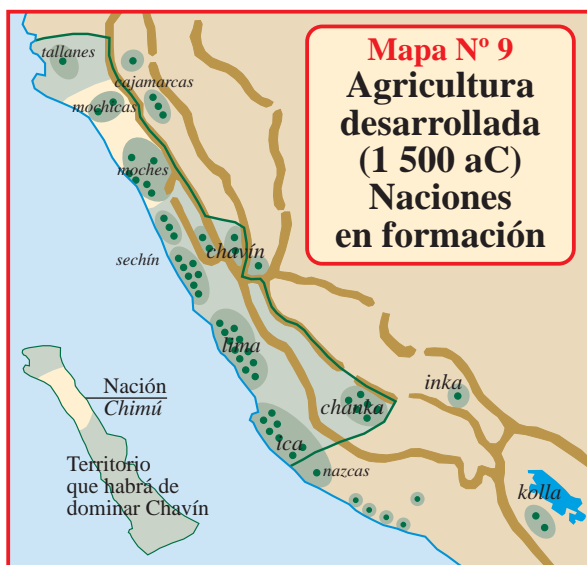 Mapa Nº 9
Agricultura
desarrollada
(1 500 aC)
Naciones
en formación
tallanes
cajamarcas
mochicas
moches
sechín
chavín
lima
inka
chanka
ica
nazcas
kolla
Nación
Chimú
Territorio
que habrá de
dominar Chavín